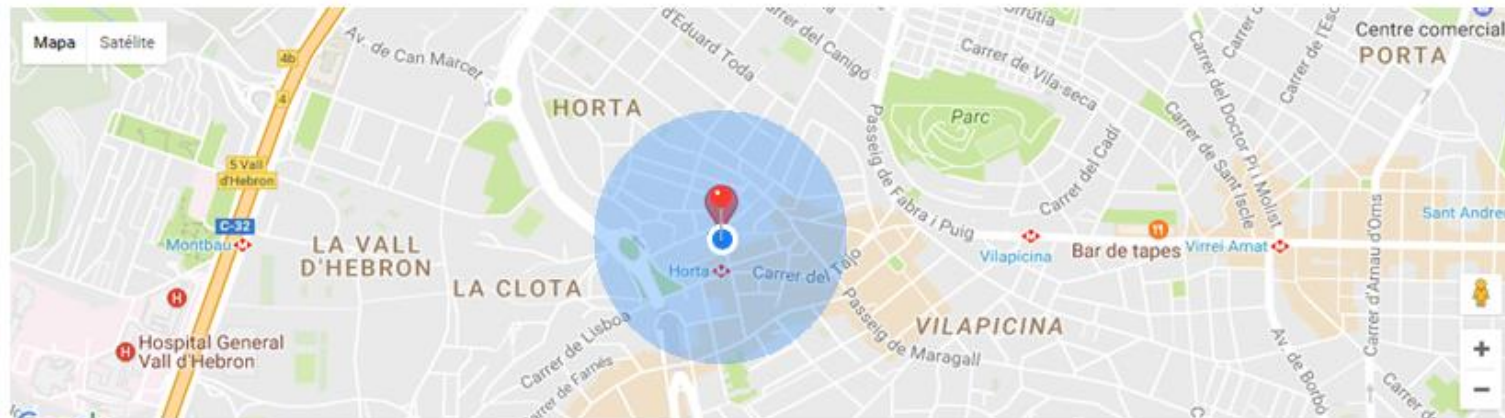 Mapa
Satélite
4b
4
5 Vall
d'Hebron
C-32
Montbau
Av. de Can Marcet
HORTA
d'Eduard Toda
Carrer del Canigó
Carrer de Vila-seca
Parc
Passeig de Fabra i Puig
Carrer del Cadí
Carrer de Sant Iscle
Carrer del Doctor Pi i Molist
Centre comercial
PORTA
Sant Andre
LA VALL
D'HEBRON
LA CLOTA
Horta
Carrer del Tajo
Vilapicina
Bar de tapes
Virrei Amat
Carrer d'Arnau d'Oms
H
H
Hospital General
Vall d'Hebron
Carrer de Lisboa
Passeig de Maragall
VILAPICINA
Av. de Borbó
Carrer
+
−